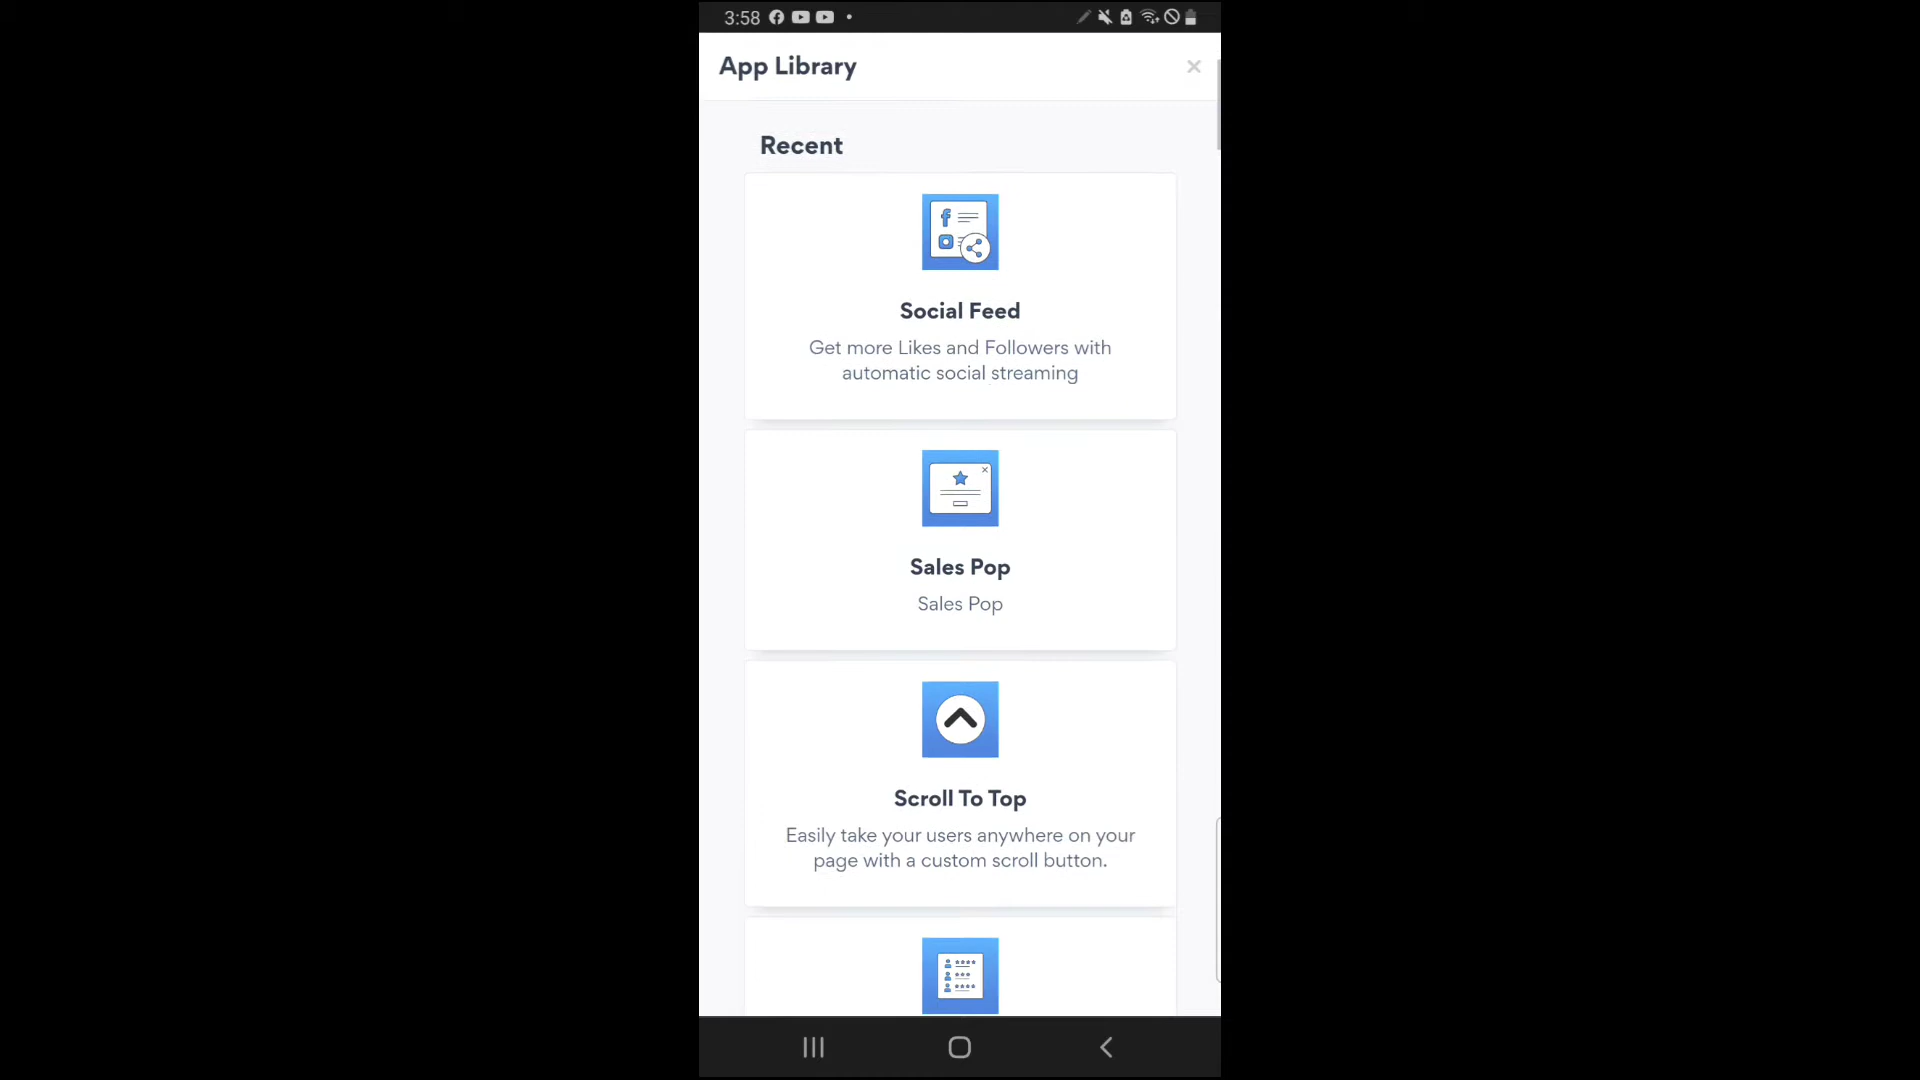 3:58
App Library
Recent
Social Feed
Get more Likes and Followers with
automatic social streaming
Sales Pop
Sales Pop
Scroll To Top
Easily take your users anywhere on your
page with a custom scroll button.